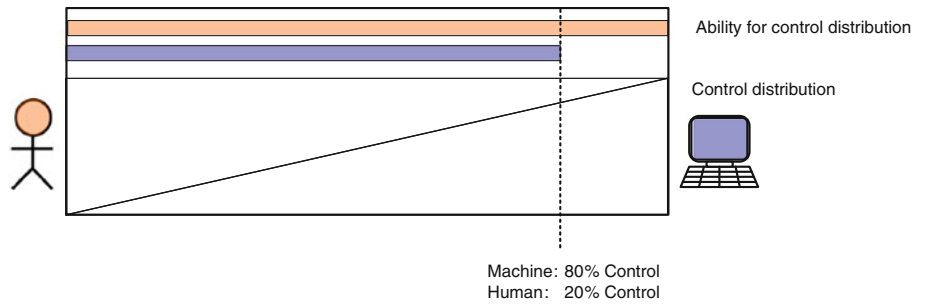 Ability for control distribution
Control distribution
Machine: 80% Control
Human: 20% Control